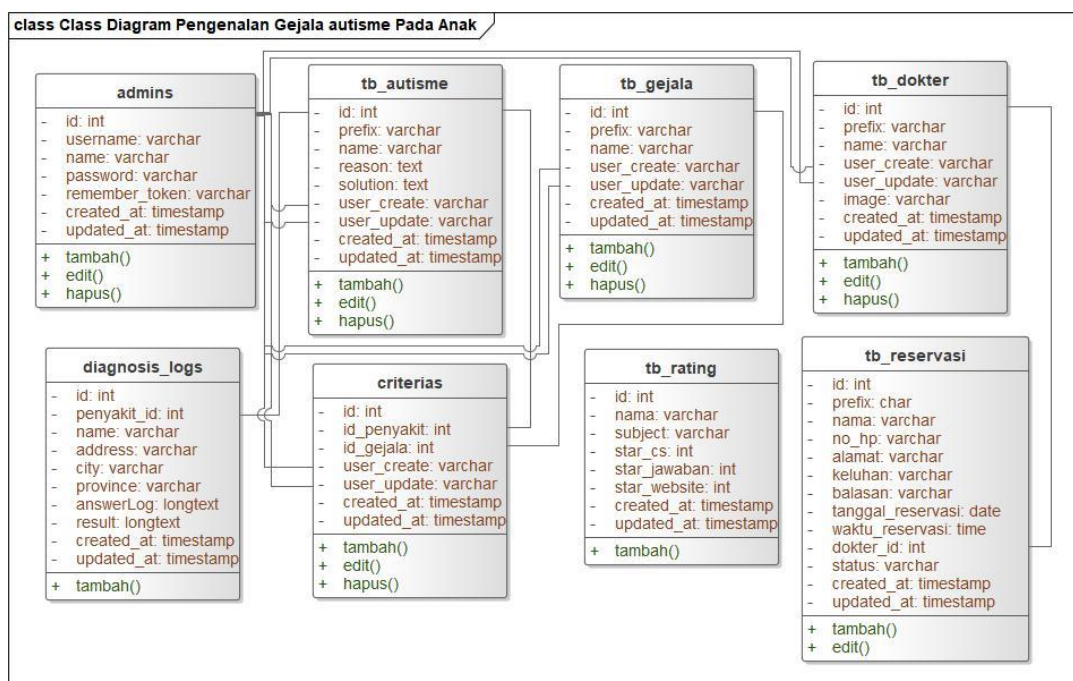 class Class Diagram Pengenalan Gejala autisme Pada Anak
admins
- id: int
- username: varchar
- name: varchar
- password: varchar
- remember_token: varchar
- created_at: timestamp
- updated_at: timestamp
+ tambah()
+ edit()
+ hapus()
tb_autisme
- id: int
- prefix: varchar
- name: varchar
- reason: text
- solution: text
- user_create: varchar
- user_update: varchar
- created_at: timestamp
- updated_at: timestamp
+ tambah()
+ edit()
+ hapus()
tb_gejala
- id: int
- prefix: varchar
- name: varchar
- user_create: varchar
- user_update: varchar
- created_at: timestamp
- updated_at: timestamp
+ tambah()
+ edit()
+ hapus()
tb_dokter
- id: int
- prefix: varchar
- name: varchar
- user_create: varchar
- user_update: varchar
- image: varchar
- created_at: timestamp
- updated_at: timestamp
+ tambah()
+ edit()
+ hapus()
diagnosis_logs
- id: int
- penyakit_id: int
- name: varchar
- address: varchar
- city: varchar
- province: varchar
- answerLog: longtext
- result: longtext
- created_at: timestamp
- updated_at: timestamp
+ tambah()
criterias
- id: int
- id_penyakit: int
- id_gejala: int
- user_create: varchar
- user_update: varchar
- created_at: timestamp
- updated_at: timestamp
+ tambah()
+ edit()
+ hapus()
tb_rating
- id: int
- nama: varchar
- subject: varchar
- star_cs: int
- star_jawaban: int
- star_website: int
- created_at: timestamp
- updated_at: timestamp
+ tambah()
tb_reservasi
- id: int
- prefix: char
- nama: varchar
- no_hp: varchar
- alamat: varchar
- keluhan: varchar
- balasan: varchar
- tanggal_reservasi: date
- waktu_reservasi: time
- dokter_id: int
- status: varchar
- created_at: timestamp
- updated_at: timestamp
+ tambah()
+ edit()